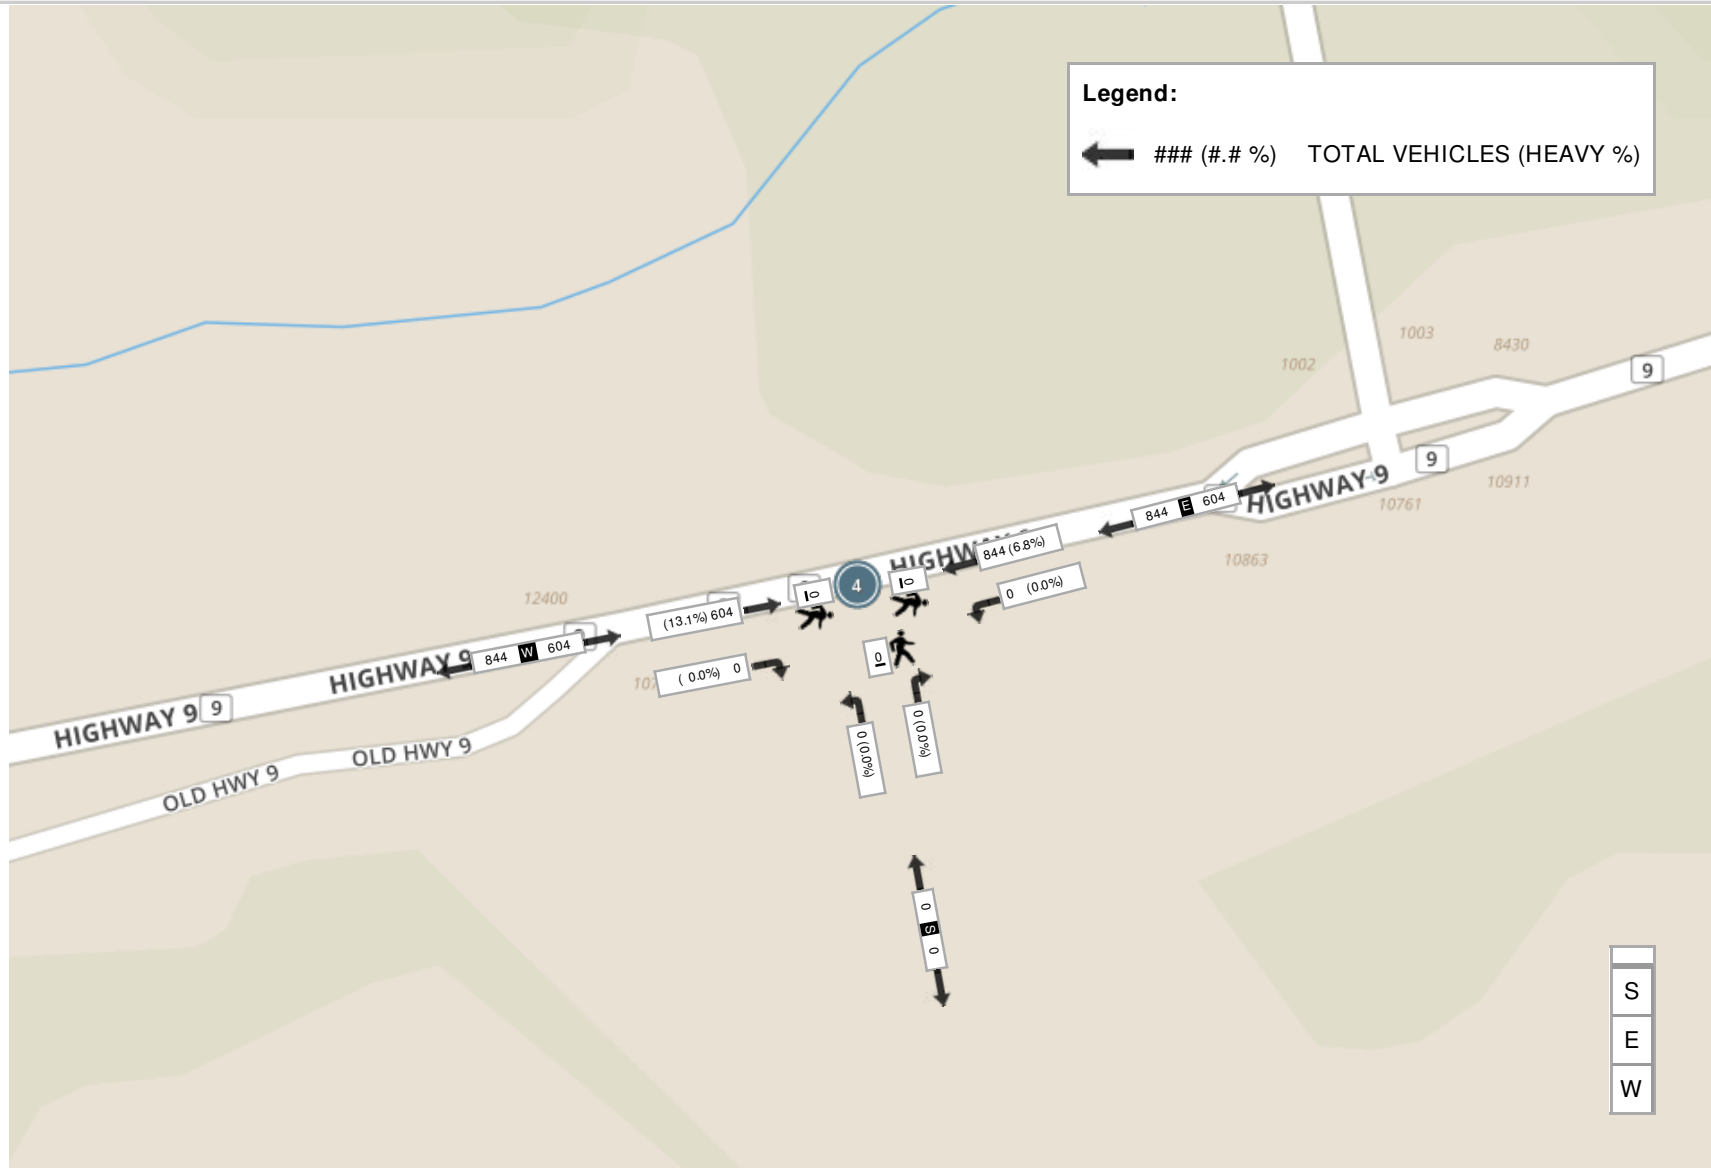 Legend:
### (#.# %) TOTAL VEHICLES (HEAVY %)
1003
8430
1002
9
9
HIGHWAY 9
10911
10761
844 E 604
10863
HIGHWAY
844 (6.8%)
0 (0.0%)
4
0
0
0
12400
(13.1%) 604
844 W 604
HIGHWAY 9
( 0.0%) 0
9
HIGHWAY 9
OLD HWY 9
OLD HWY 9
0 (0.0%)
0 (0.0%)
0 S 0
S
E
W